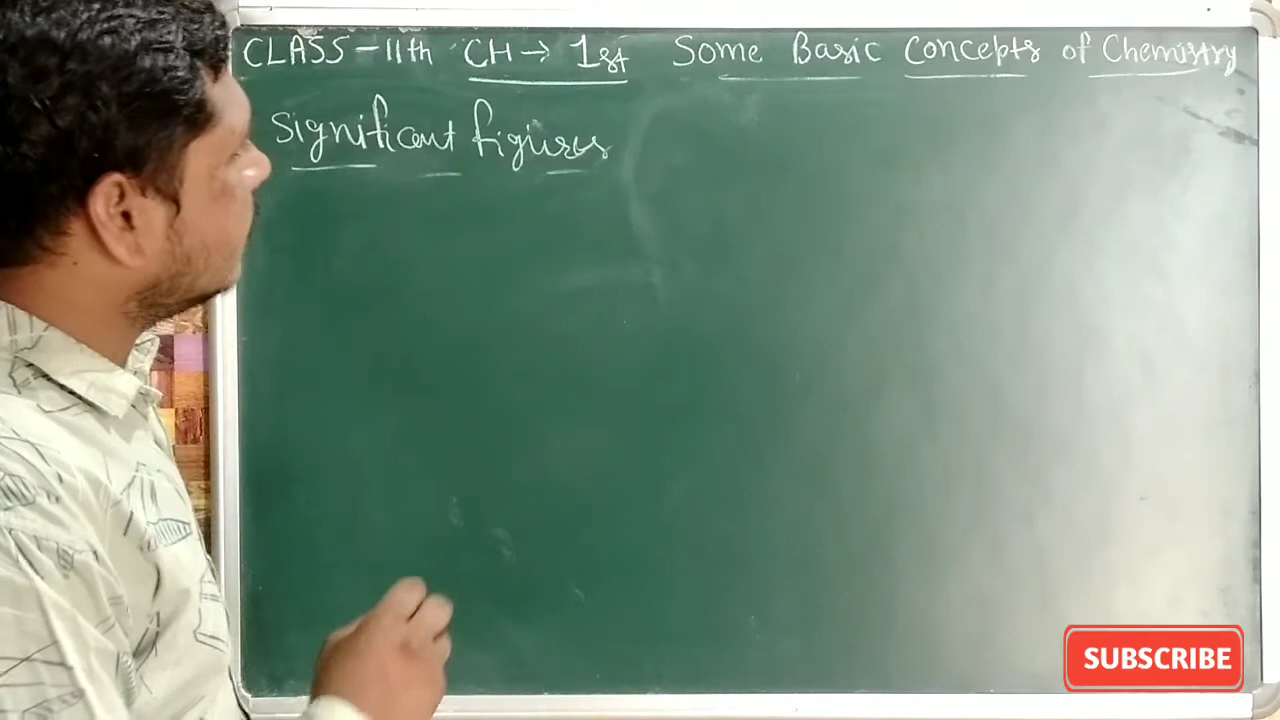 CLASS-11th CH→ 1st Some Basic Concepts of Chemistry
Significant figures
SUBSCRIBE